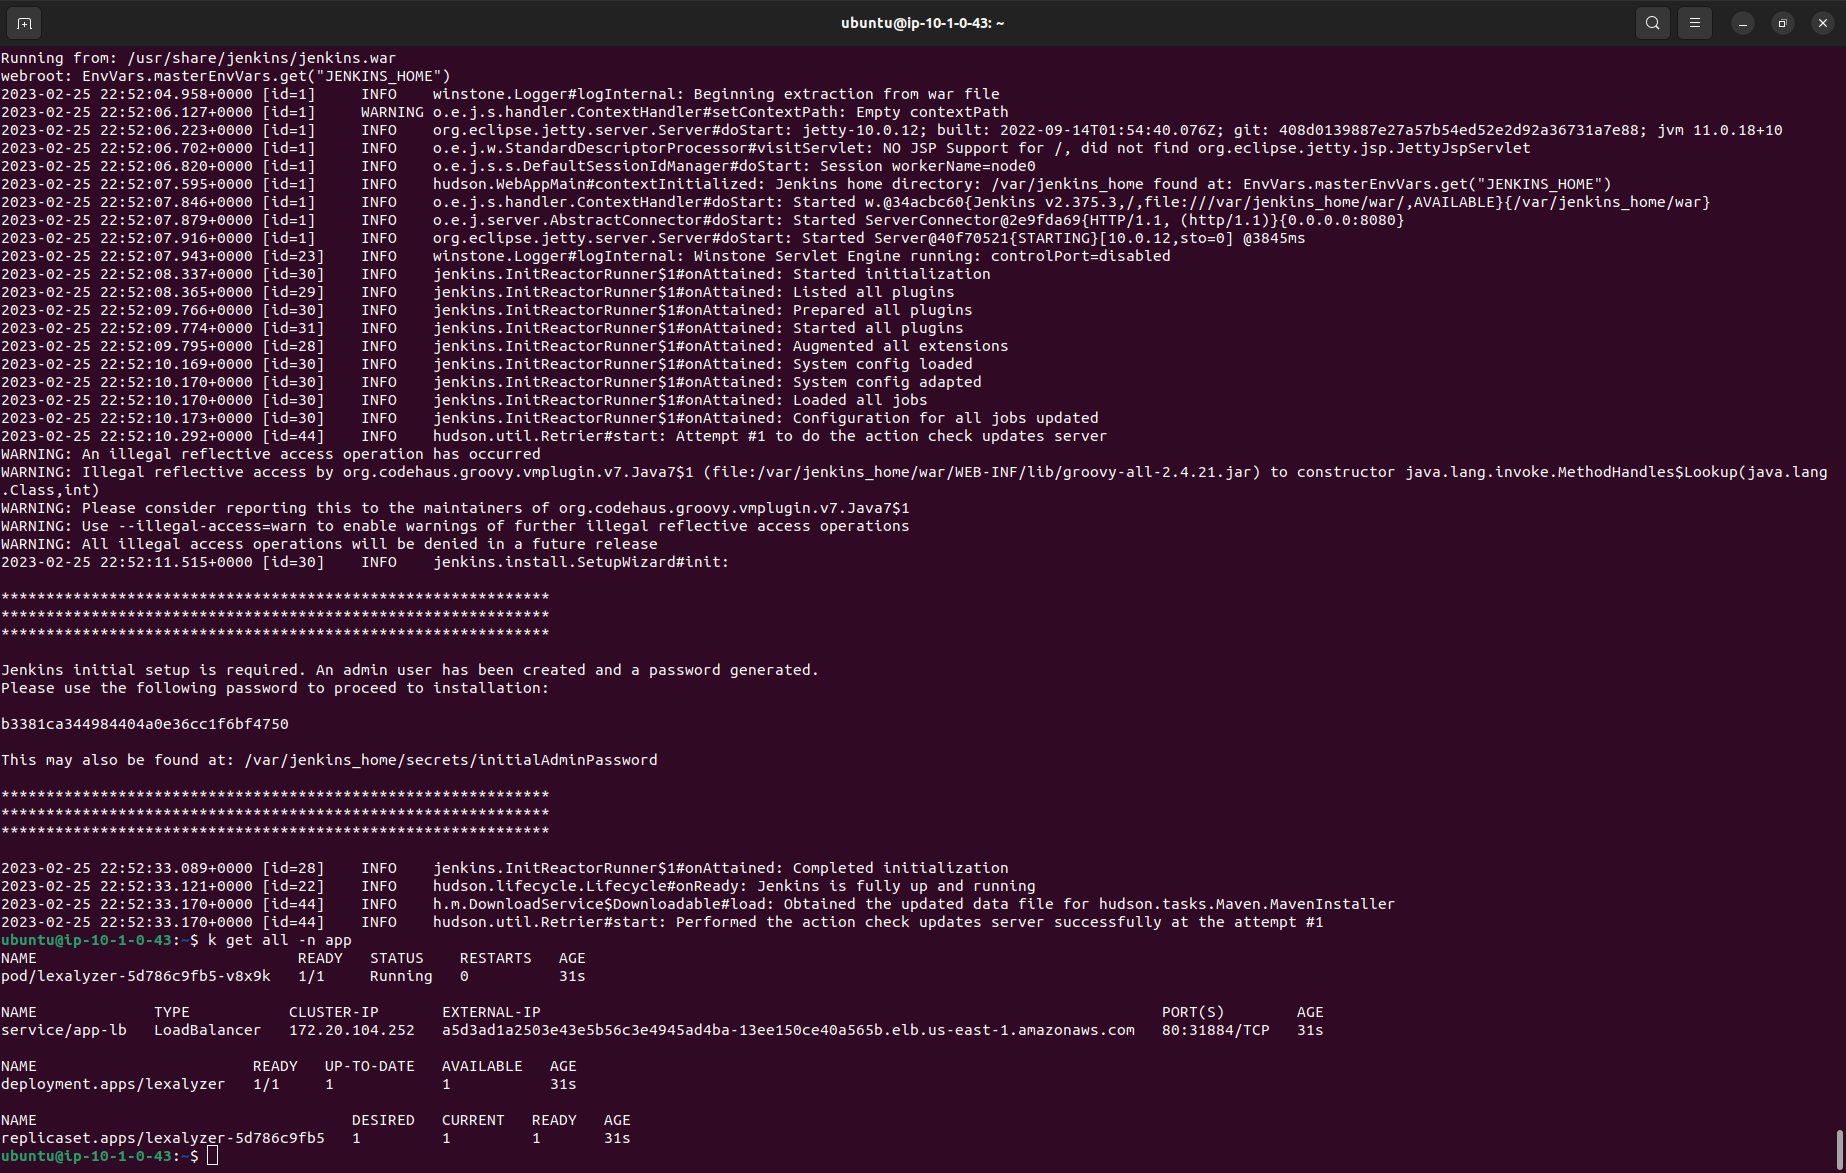 ubuntu@ip-10-1-0-43: ~
Running from: /usr/share/jenkins/jenkins.war
webroot: EnvVars.masterEnvVars.get("JENKINS_HOME")
2023-02-25 22:52:04.958+0000 [id=1]     INFO    winstone.Logger#logInternal: Beginning extraction from war file
2023-02-25 22:52:06.127+0000 [id=1]     WARNING o.e.j.s.handler.ContextHandler#setContextPath: Empty contextPath
2023-02-25 22:52:06.223+0000 [id=1]     INFO    org.eclipse.jetty.server.Server#doStart: jetty-10.0.12; built: 2022-09-14T01:54:40.076Z; git: 408d0139887e27a57b54ed52e2d92a36731a7e88; jvm 11.0.18+10
2023-02-25 22:52:06.702+0000 [id=1]     INFO    o.e.j.w.StandardDescriptorProcessor#visitServlet: NO JSP Support for /, did not find org.eclipse.jetty.jsp.JettyJspServlet
2023-02-25 22:52:06.820+0000 [id=1]     INFO    o.e.j.s.s.DefaultSessionIdManager#doStart: Session workerName=node0
2023-02-25 22:52:07.595+0000 [id=1]     INFO    hudson.WebAppMain#contextInitialized: Jenkins home directory: /var/jenkins_home found at: EnvVars.masterEnvVars.get("JENKINS_HOME")
2023-02-25 22:52:07.846+0000 [id=1]     INFO    o.e.j.s.handler.ContextHandler#doStart: Started w.@34acbc60{Jenkins v2.375.3,/,file:///var/jenkins_home/war/,AVAILABLE}{/var/jenkins_home/war}
2023-02-25 22:52:07.879+0000 [id=1]     INFO    o.e.j.server.AbstractConnector#doStart: Started ServerConnector@2e9fda69{HTTP/1.1, (http/1.1)}{0.0.0.0:8080}
2023-02-25 22:52:07.916+0000 [id=1]     INFO    org.eclipse.jetty.server.Server#doStart: Started Server@40f70521{STARTING}[10.0.12,sto=0] @3845ms
2023-02-25 22:52:07.943+0000 [id=23]    INFO    winstone.Logger#logInternal: Winstone Servlet Engine running: controlPort=disabled
2023-02-25 22:52:08.337+0000 [id=30]    INFO    jenkins.InitReactorRunner$1#onAttained: Started initialization
2023-02-25 22:52:08.365+0000 [id=29]    INFO    jenkins.InitReactorRunner$1#onAttained: Listed all plugins
2023-02-25 22:52:09.766+0000 [id=30]    INFO    jenkins.InitReactorRunner$1#onAttained: Prepared all plugins
2023-02-25 22:52:09.774+0000 [id=31]    INFO    jenkins.InitReactorRunner$1#onAttained: Started all plugins
2023-02-25 22:52:09.795+0000 [id=28]    INFO    jenkins.InitReactorRunner$1#onAttained: Augmented all extensions
2023-02-25 22:52:10.169+0000 [id=30]    INFO    jenkins.InitReactorRunner$1#onAttained: System config loaded
2023-02-25 22:52:10.170+0000 [id=30]    INFO    jenkins.InitReactorRunner$1#onAttained: System config adapted
2023-02-25 22:52:10.170+0000 [id=30]    INFO    jenkins.InitReactorRunner$1#onAttained: Loaded all jobs
2023-02-25 22:52:10.173+0000 [id=30]    INFO    jenkins.InitReactorRunner$1#onAttained: Configuration for all jobs updated
2023-02-25 22:52:10.292+0000 [id=44]    INFO    hudson.util.Retrier#start: Attempt #1 to do the action check updates server
WARNING: An illegal reflective access operation has occurred
WARNING: Illegal reflective access by org.codehaus.groovy.vmplugin.v7.Java7$1 (file:/var/jenkins_home/war/WEB-INF/lib/groovy-all-2.4.21.jar) to constructor java.lang.invoke.MethodHandles$Lookup(java.lang
.Class,int)
WARNING: Please consider reporting this to the maintainers of org.codehaus.groovy.vmplugin.v7.Java7$1
WARNING: Use --illegal-access=warn to enable warnings of further illegal reflective access operations
WARNING: All illegal access operations will be denied in a future release
2023-02-25 22:52:11.515+0000 [id=30]    INFO    jenkins.install.SetupWizard#init:
*************************************************************
*************************************************************
*************************************************************
Jenkins initial setup is required. An admin user has been created and a password generated.
Please use the following password to proceed to installation:
b3381ca344984404a0e36cc1f6bf4750
This may also be found at: /var/jenkins_home/secrets/initialAdminPassword
*************************************************************
*************************************************************
*************************************************************
2023-02-25 22:52:33.089+0000 [id=28]    INFO    jenkins.InitReactorRunner$1#onAttained: Completed initialization
2023-02-25 22:52:33.121+0000 [id=22]    INFO    hudson.lifecycle.Lifecycle#onReady: Jenkins is fully up and running
2023-02-25 22:52:33.170+0000 [id=44]    INFO    h.m.DownloadService$Downloadable#load: Obtained the updated data file for hudson.tasks.Maven.MavenInstaller
2023-02-25 22:52:33.170+0000 [id=44]    INFO    hudson.util.Retrier#start: Performed the action check updates server successfully at the attempt #1
ubuntu@ip-10-1-0-43:~$ k get all -n app
NAME                             READY   STATUS    RESTARTS   AGE
pod/lexalyzer-5d786c9fb5-v8x9k   1/1     Running   0          31s
NAME             TYPE           CLUSTER-IP       EXTERNAL-IP                                                                     PORT(S)        AGE
service/app-lb   LoadBalancer   172.20.104.252   a5d3ad1a2503e43e5b56c3e4945ad4ba-13ee150ce40a565b.elb.us-east-1.amazonaws.com   80:31884/TCP   31s
NAME                        READY   UP-TO-DATE   AVAILABLE   AGE
deployment.apps/lexalyzer   1/1     1            1           31s
NAME                                   DESIRED   CURRENT   READY   AGE
replicaset.apps/lexalyzer-5d786c9fb5   1         1         1       31s
ubuntu@ip-10-1-0-43:~$